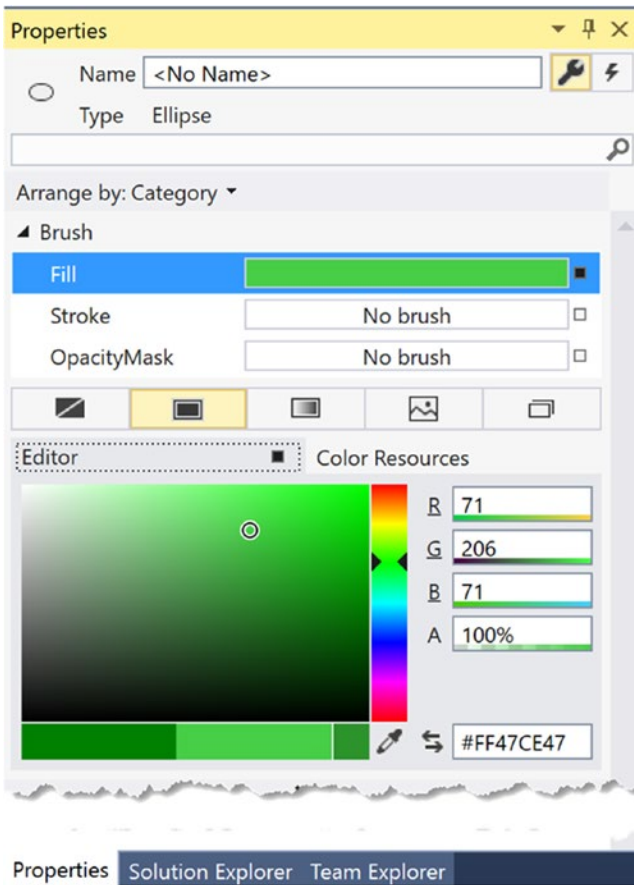 Properties
Name <No Name>
Type Ellipse
Arrange by: Category
Brush
Fill
Stroke No brush
OpacityMask No brush
Editor Color Resources
R 71
G 206
B 71
A 100%
#FF47CE47
Properties Solution Explorer Team Explorer